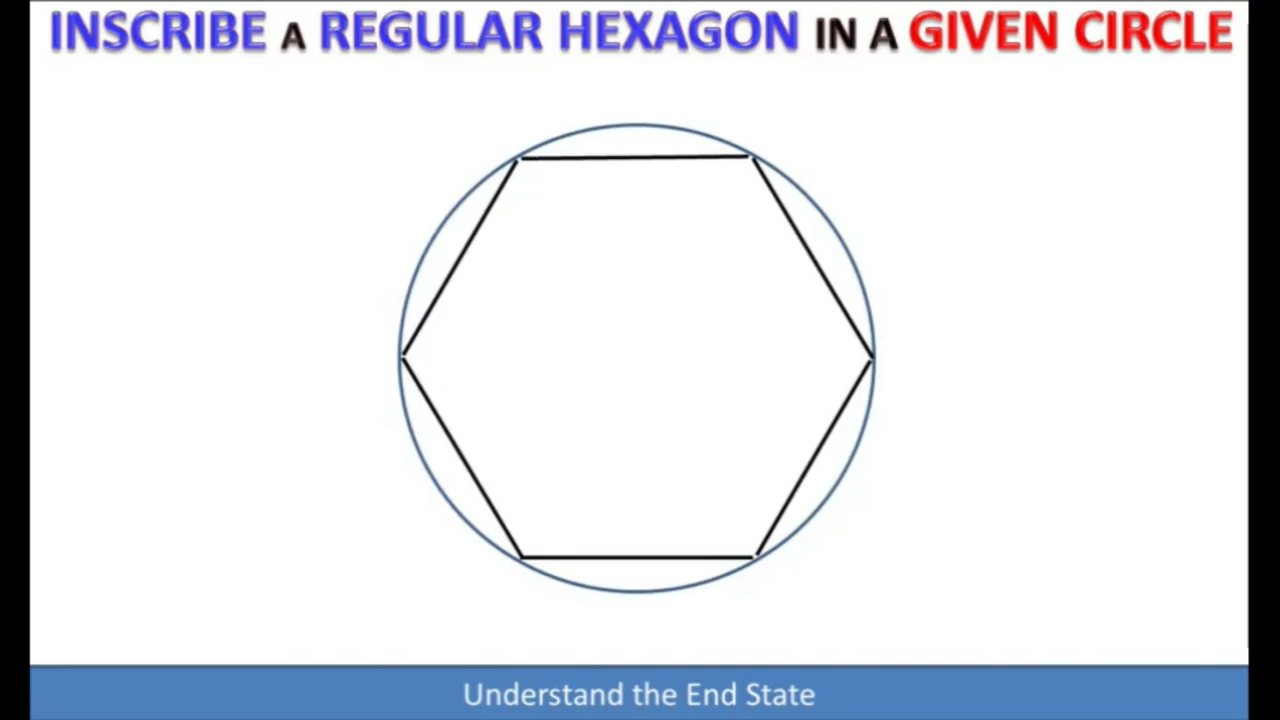 INSCRIBE A REGULAR HEXAGON IN A GIVEN CIRCLE
Understand the End State